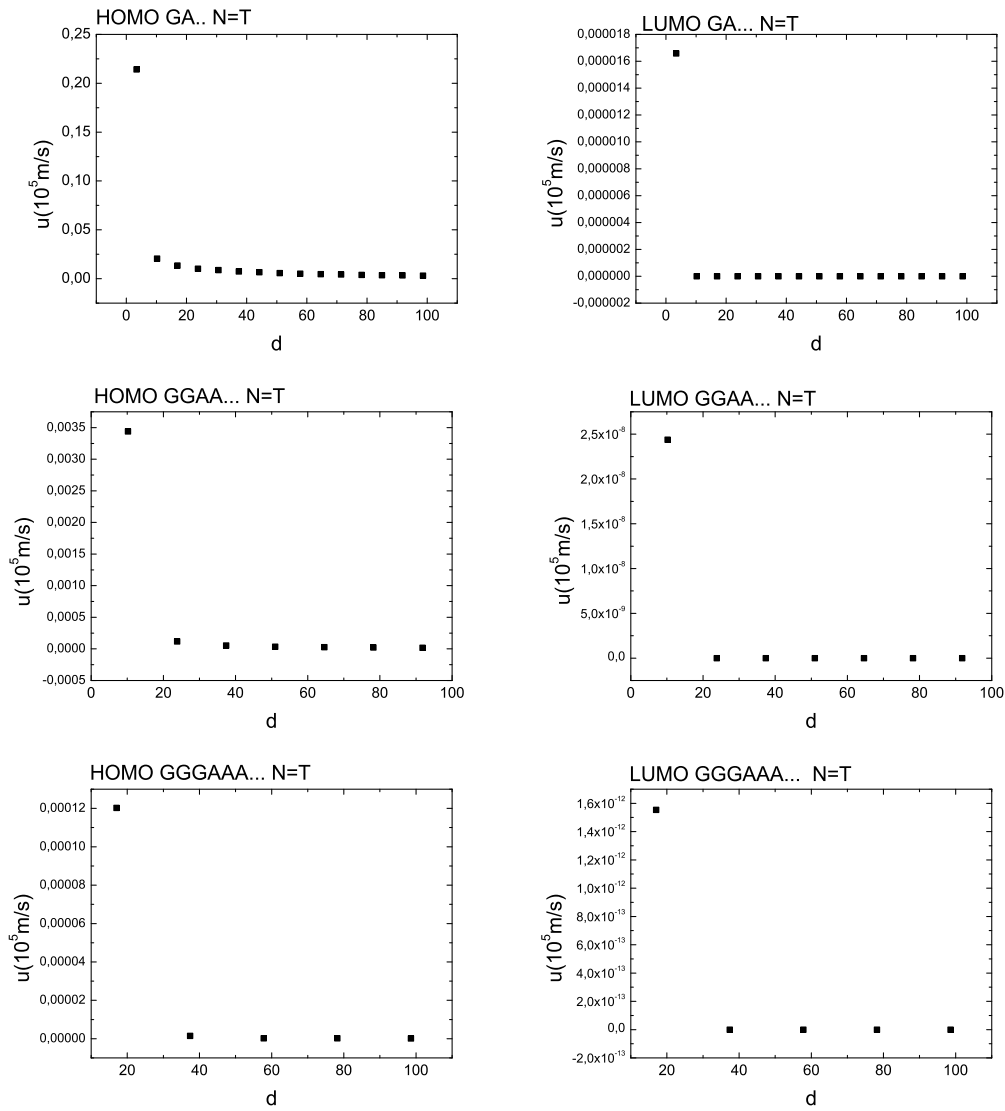 HOMO GA.. N=T
0,25
0,20
0,15
0,10
0,05
0,00
u(10^5m/s)
0 20 40 60 80 100
d
LUMO GA... N=T
0,000018
0,000016
0,000014
0,000012
0,000010
0,000008
0,000006
0,000004
0,000002
0,000000
-0,000002
u(10^5m/s)
0 20 40 60 80 100
d
HOMO GGAA... N=T
0,0035
0,0030
0,0025
0,0020
0,0015
0,0010
0,0005
0,0000
-0,0005
u(10^5m/s)
0 20 40 60 80 100
d
LUMO GGAA... N=T
2,5x10^-8
2,0x10^-8
1,5x10^-8
1,0x10^-8
5,0x10^-9
0,0
u(10^5m/s)
0 20 40 60 80 100
d
HOMO GGGAAA... N=T
0,00012
0,00010
0,00008
0,00006
0,00004
0,00002
0,00000
u(10^5m/s)
20 40 60 80 100
d
LUMO GGGAAA... N=T
1,6x10^-12
1,4x10^-12
1,2x10^-12
1,0x10^-12
8,0x10^-13
6,0x10^-13
4,0x10^-13
2,0x10^-13
0,0
-2,0x10^-13
u(10^5m/s)
20 40 60 80 100
d